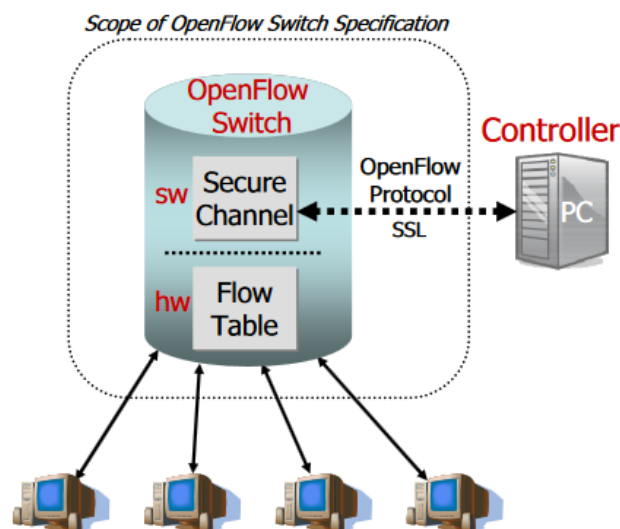 Scope of OpenFlow Switch Specification
OpenFlow
Switch
Controller
sw
Secure
Channel
OpenFlow
Protocol
SSL
PC
hw
Flow
Table